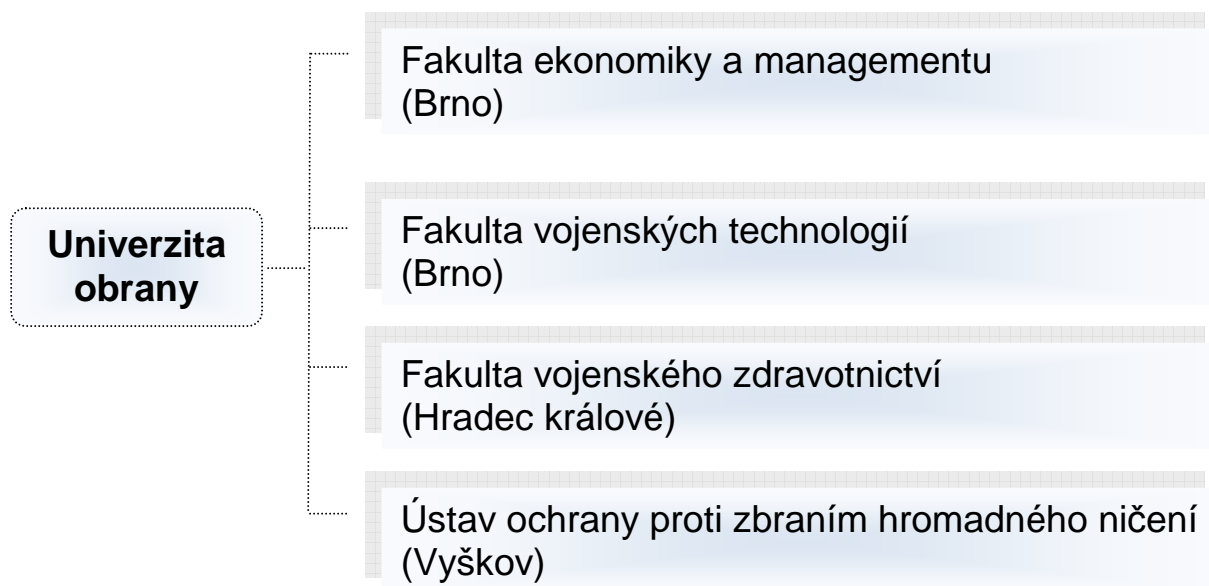 Univerzita
obrany
Fakulta ekonomiky a managementu
(Brno)
Fakulta vojenských technologií
(Brno)
Fakulta vojenského zdravotnictví
(Hradec králové)
Ústav ochrany proti zbraním hromadného ničení
(Vyškov)